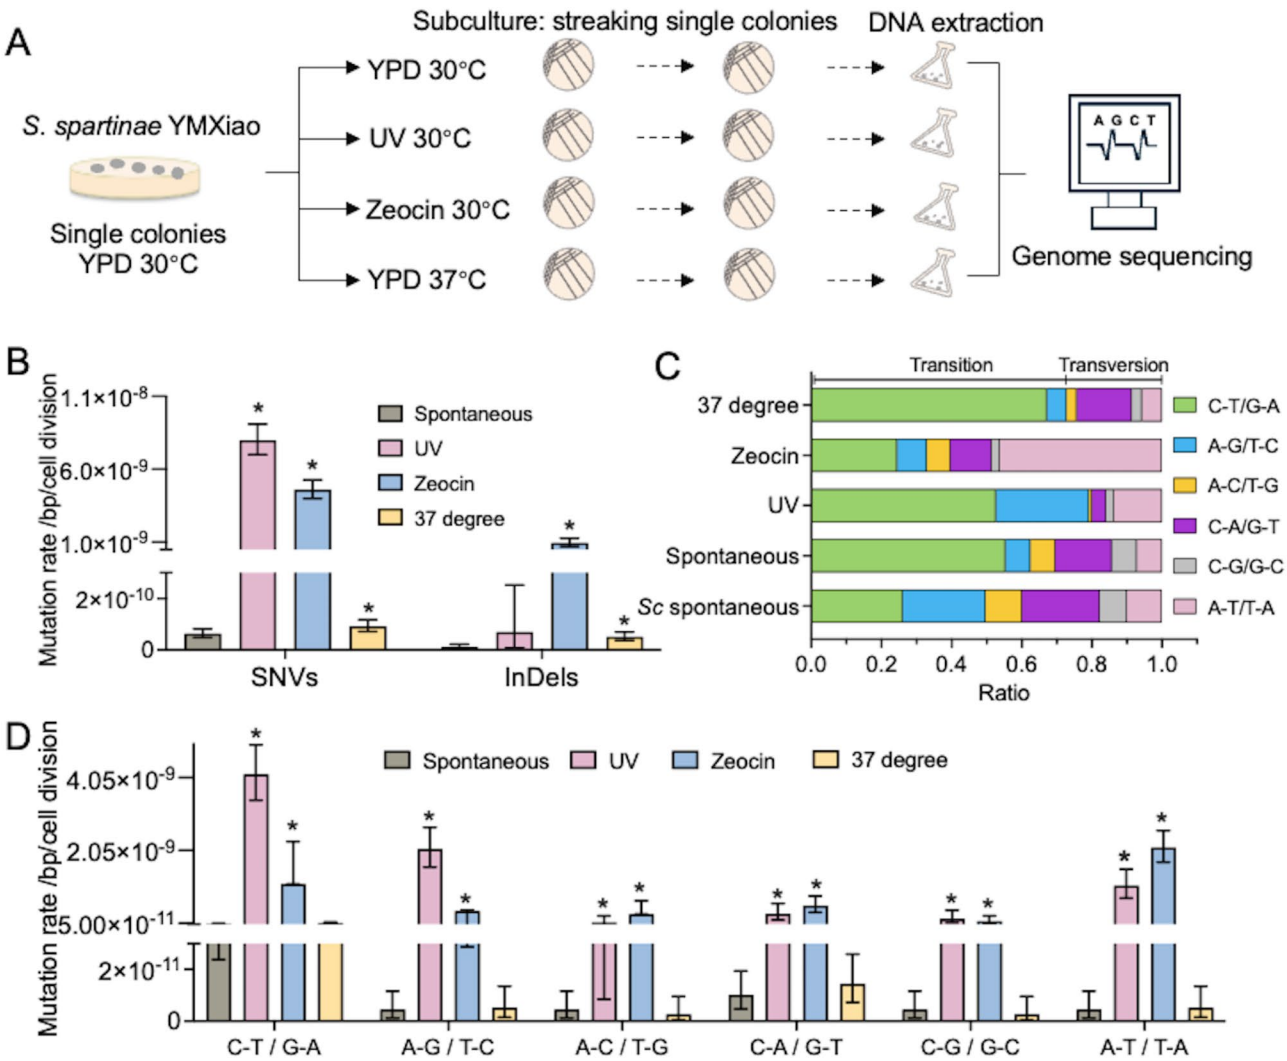 A
Subculture: streaking single colonies
DNA extraction
S. spartinae YMXiao
Single colonies
YPD 30°C
YPD 30°C
UV 30°C
Zeocin 30°C
YPD 37°C
A G C T
Genome sequencing
B
Mutation rate /bp/cell division
1.1×10⁻⁸
6.0×10⁻⁹
1.0×10⁻⁹
2×10⁻¹⁰
0
* * * * *
Spontaneous
UV
Zeocin
37 degree
SNVs
InDels
C
Transition
Transversion
37 degree
Zeocin
UV
Spontaneous
Sc spontaneous
0.0 0.2 0.4 0.6 0.8 1.0
Ratio
C-T/G-A
A-G/T-C
A-C/T-G
C-A/G-T
C-G/G-C
A-T/T-A
D
Mutation rate /bp/cell division
4.05×10⁻⁹
2.05×10⁻⁹
5.00×10⁻¹¹
2×10⁻¹¹
0
Spontaneous UV Zeocin 37 degree
* * * * * * * * * * * *
C-T / G-A A-G / T-C A-C / T-G C-A / G-T C-G / G-C A-T / T-A